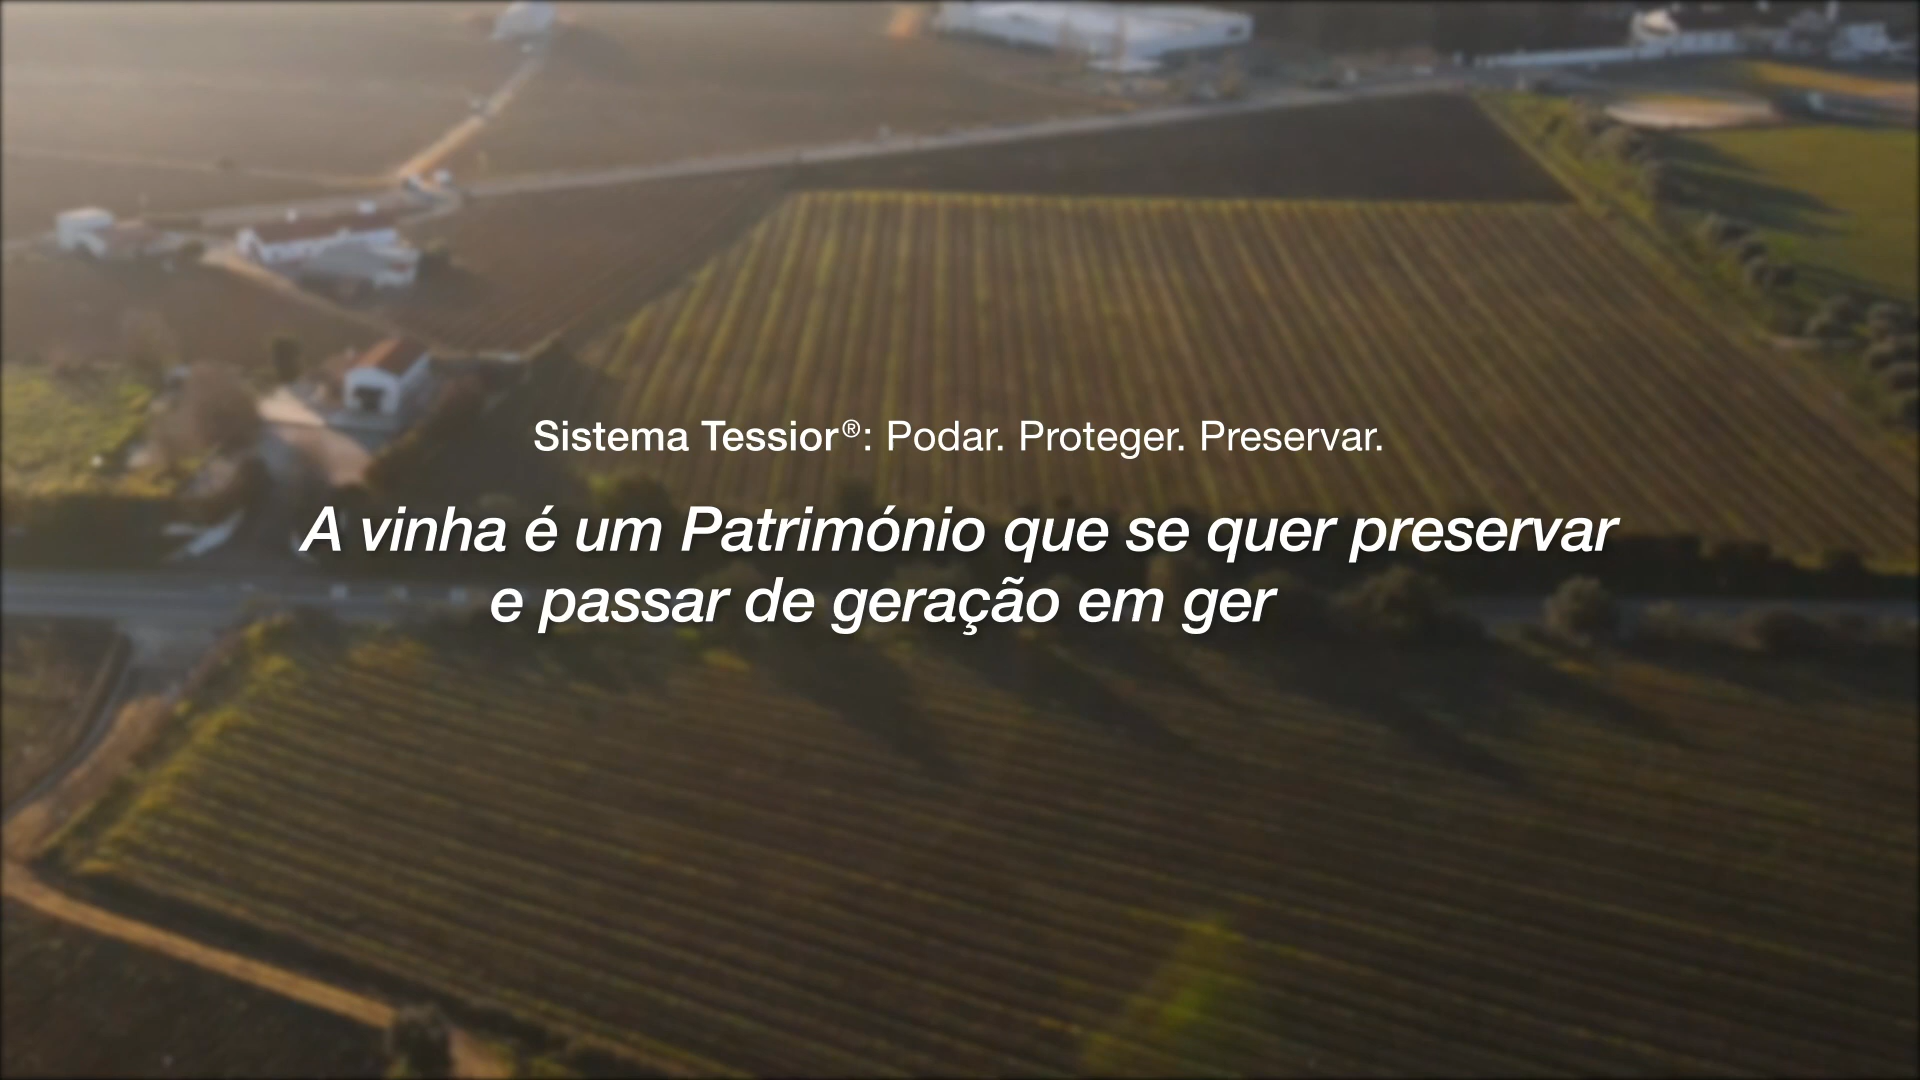 Sistema Tessior®: Podar. Proteger. Preservar.
A vinha é um Património que se quer preservar
e passar de geração em ger